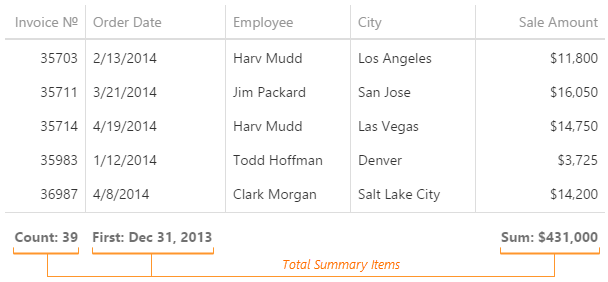 Invoice № Order Date Employee City Sale Amount
35703 2/13/2014 Harv Mudd Los Angeles $11,800
35711 3/21/2014 Jim Packard San Jose $16,050
35714 4/19/2014 Harv Mudd Las Vegas $14,750
35983 1/12/2014 Todd Hoffman Denver $3,725
36987 4/8/2014 Clark Morgan Salt Lake City $14,200
Count: 39 First: Dec 31, 2013 Sum: $431,000
Total Summary Items